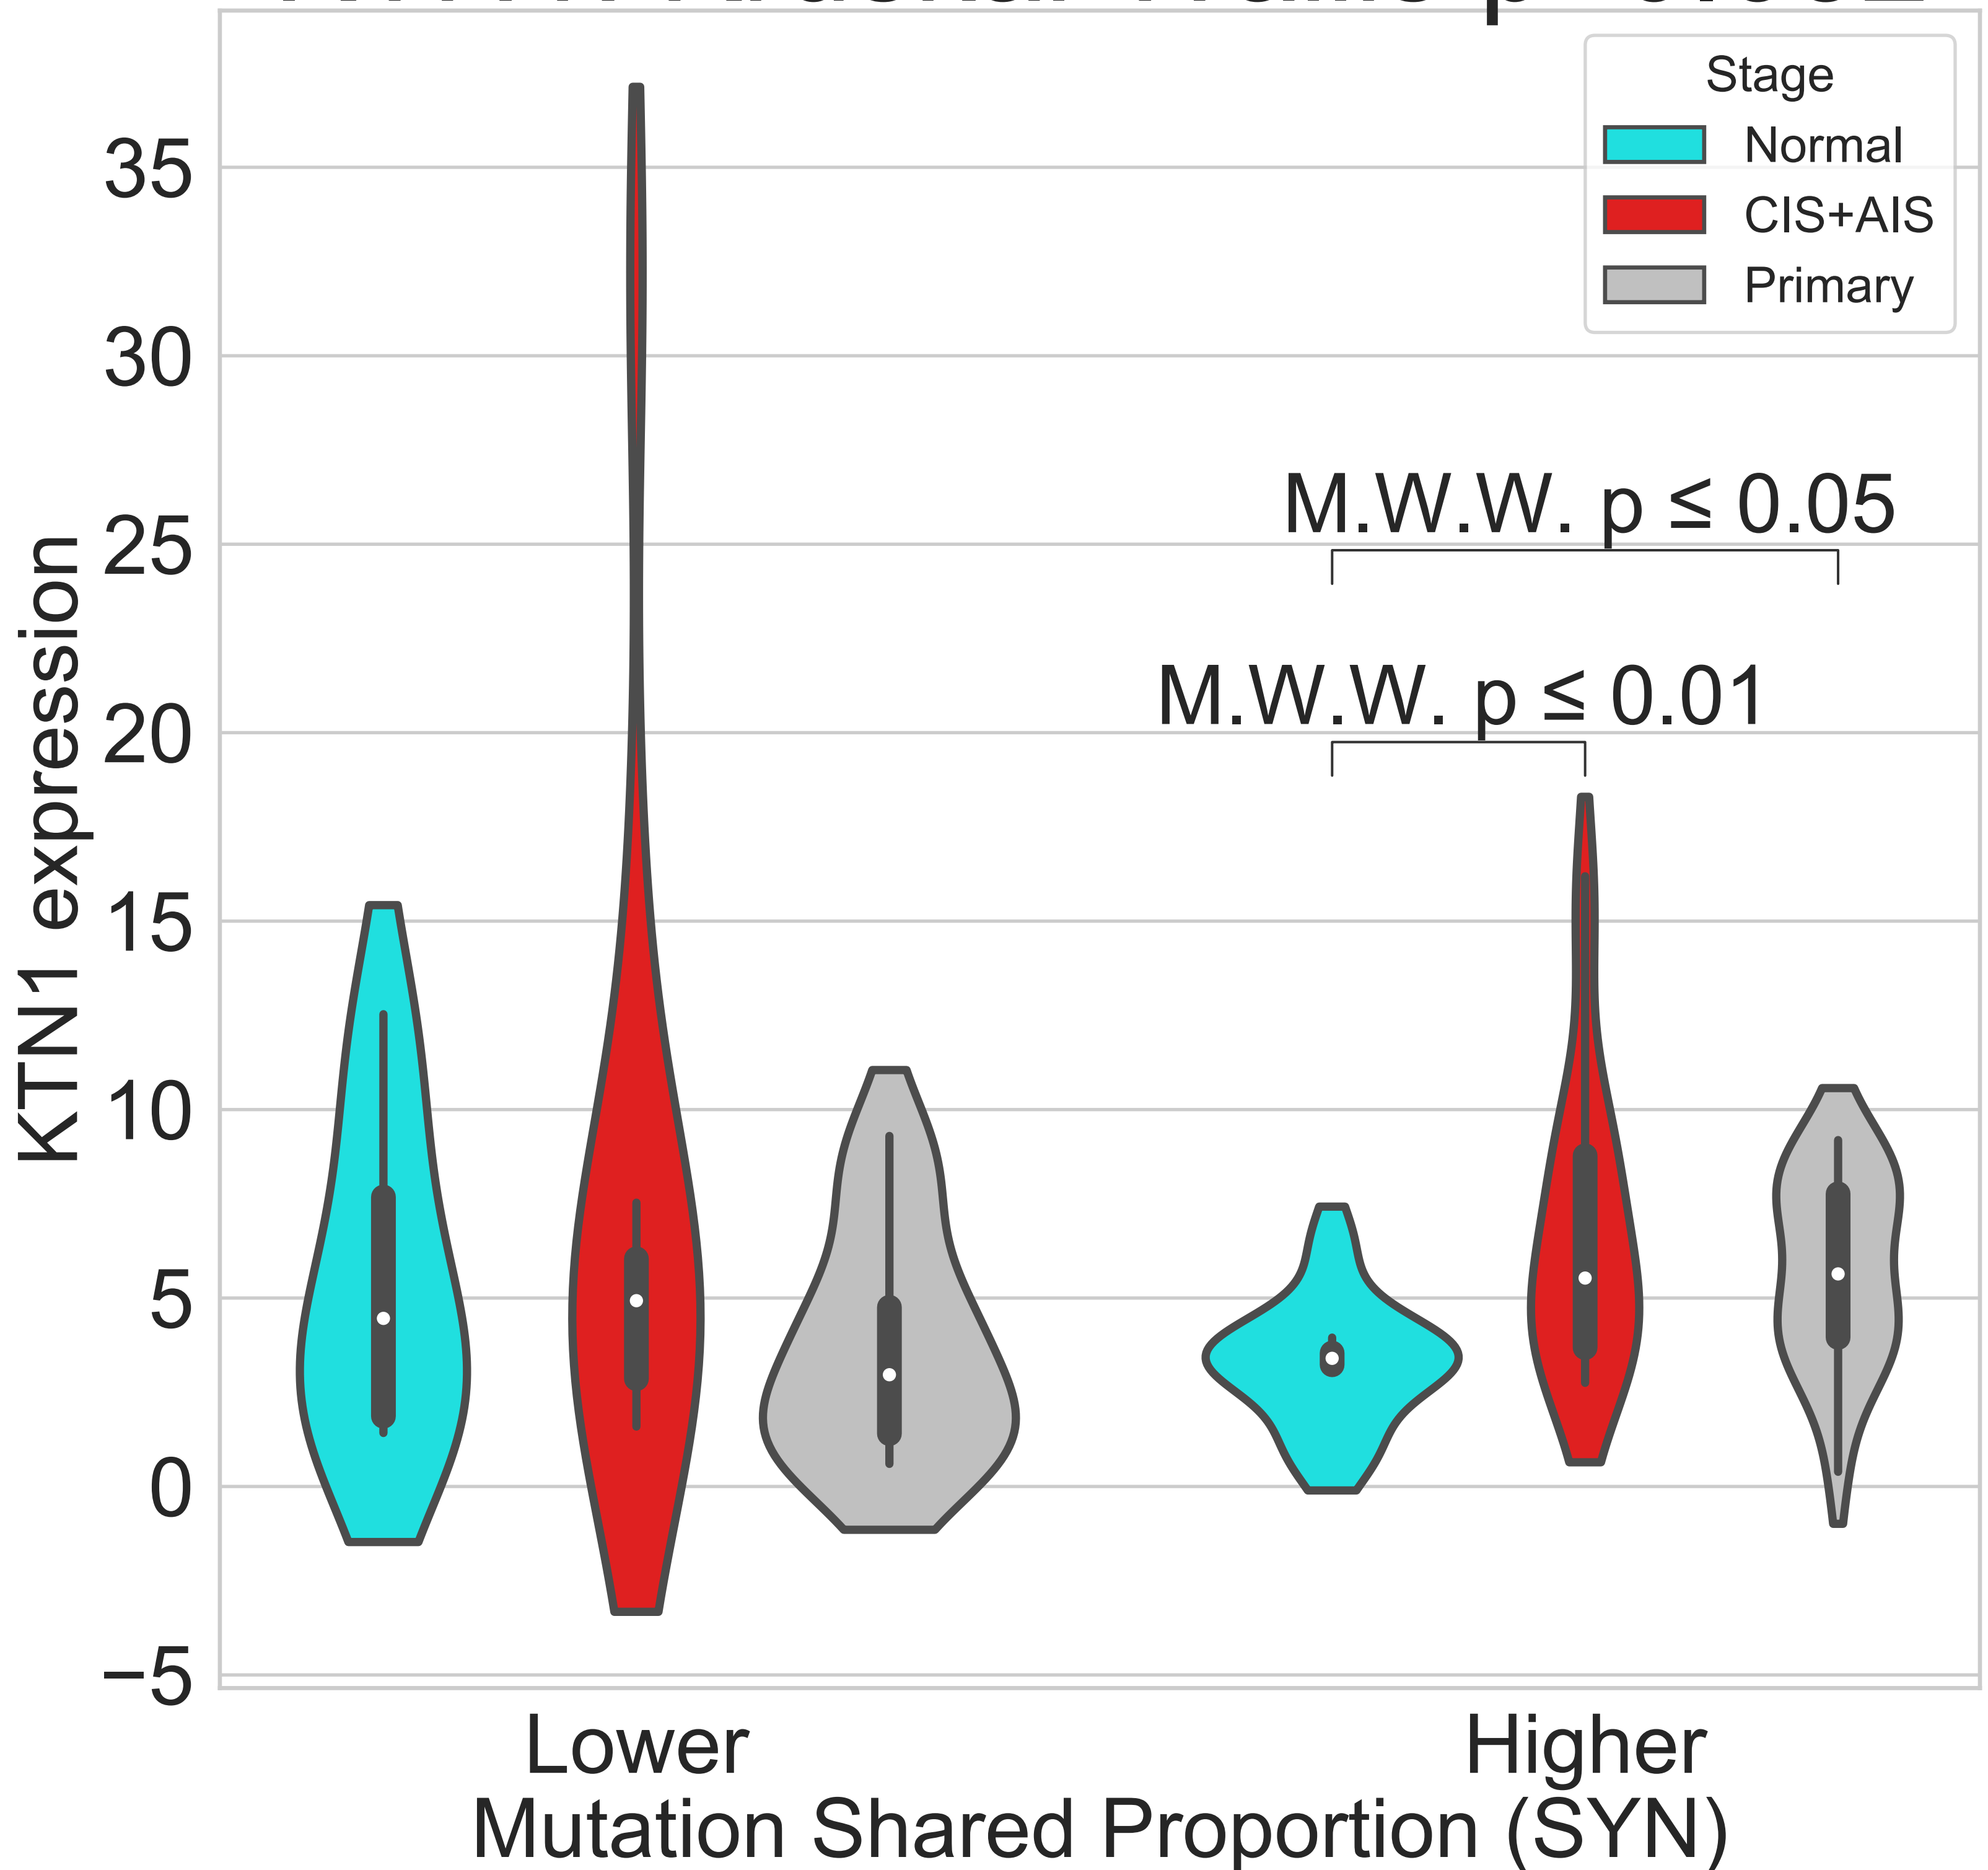 Stage
Normal
CIS+AIS
Primary
35
30
25
20
15
10
5
0
−5
KTN1 expression
M.W.W. p ≤ 0.05
M.W.W. p ≤ 0.01
Lower
Higher
Mutation Shared Proportion (SYN)